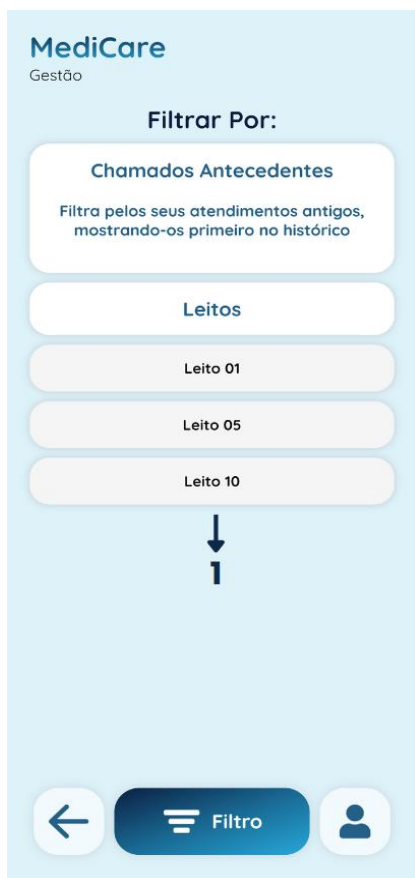 MediCare
Gestão
Filtrar Por:
Chamados Antecedentes
Filtra pelos seus atendimentos antigos,
mostrando-os primeiro no histórico
Leitos
Leito 01
Leito 05
Leito 10
1
Filtro